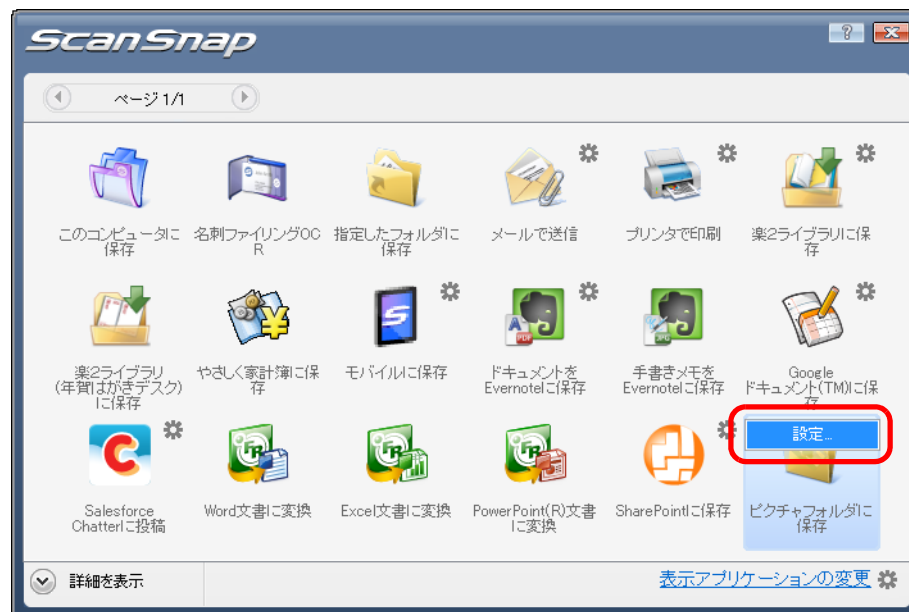 ScanSnap
?
ページ 1/1
このコンピュータに
保存
名刺ファイリングOC
R
指定したフォルダに
保存
メールで送信
プリンタで印刷
楽2ライブラリに保
存
楽2ライブラリ
(年賀はがきデスク)
に保存
やさしく家計簿に保
存
モバイルに保存
ドキュメントを
Evernoteに保存
手書きメモを
Evernoteに保存
Google
ドキュメント(TM)に保
存
設定...
Salesforce
Chatterに投稿
Word文書に変換
Excel文書に変換
PowerPoint(R)文書
に変換
SharePointに保存
ピクチャフォルダに
保存
詳細を表示
表示アプリケーションの変更